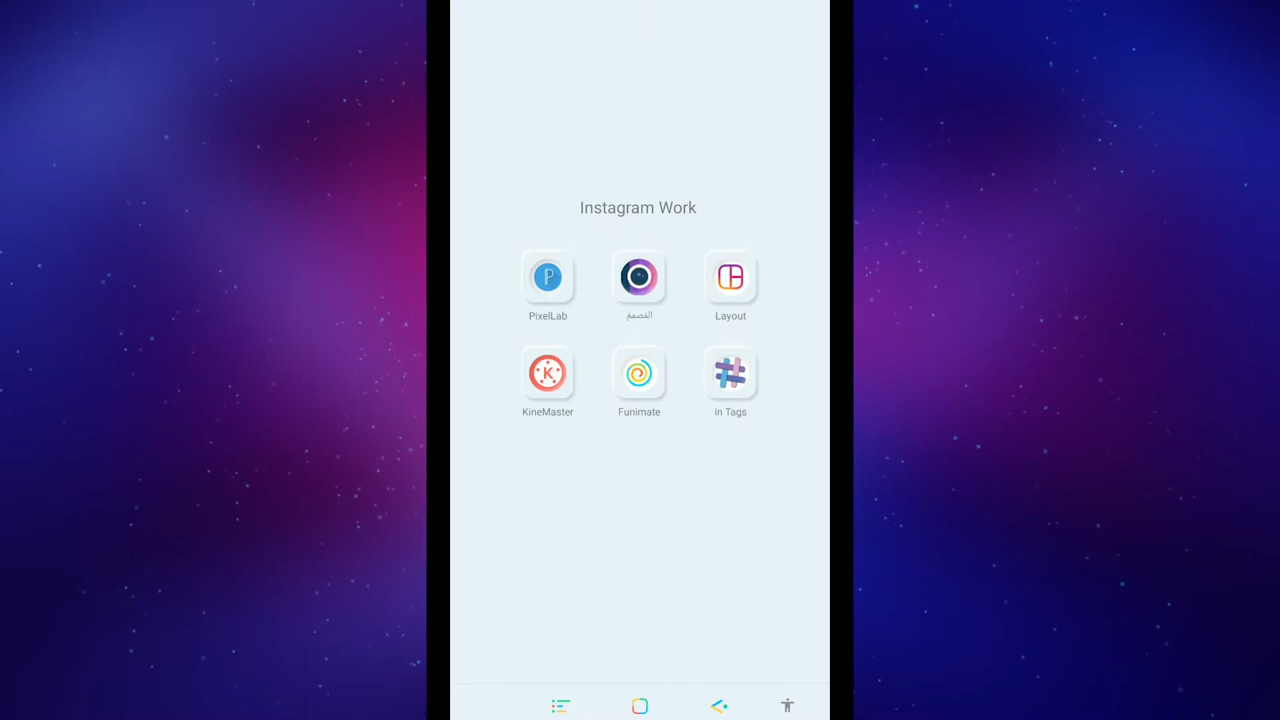 Instagram Work
PixelLab
المصمم
Layout
KineMaster
Funimate
in Tags